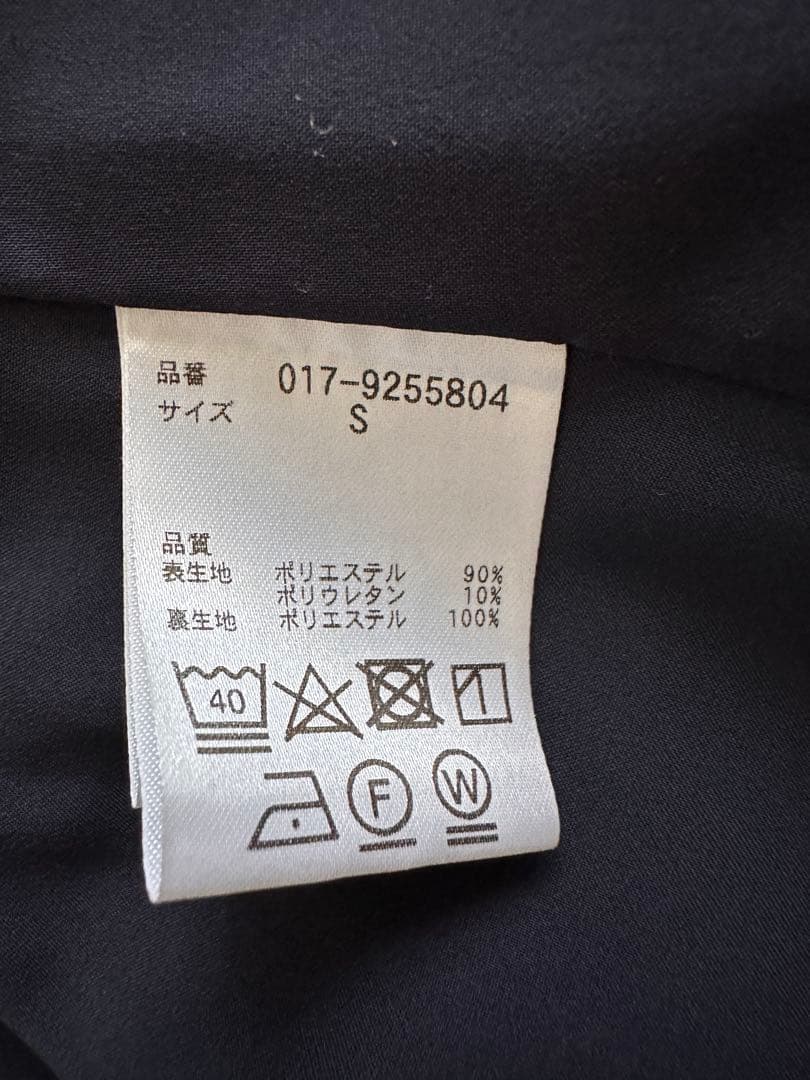 品番 017-9255804
サイズ S
品質
表生地 ポリエステル 90%
ポリウレタン 10%
裏生地 ポリエステル 100%
40
F W